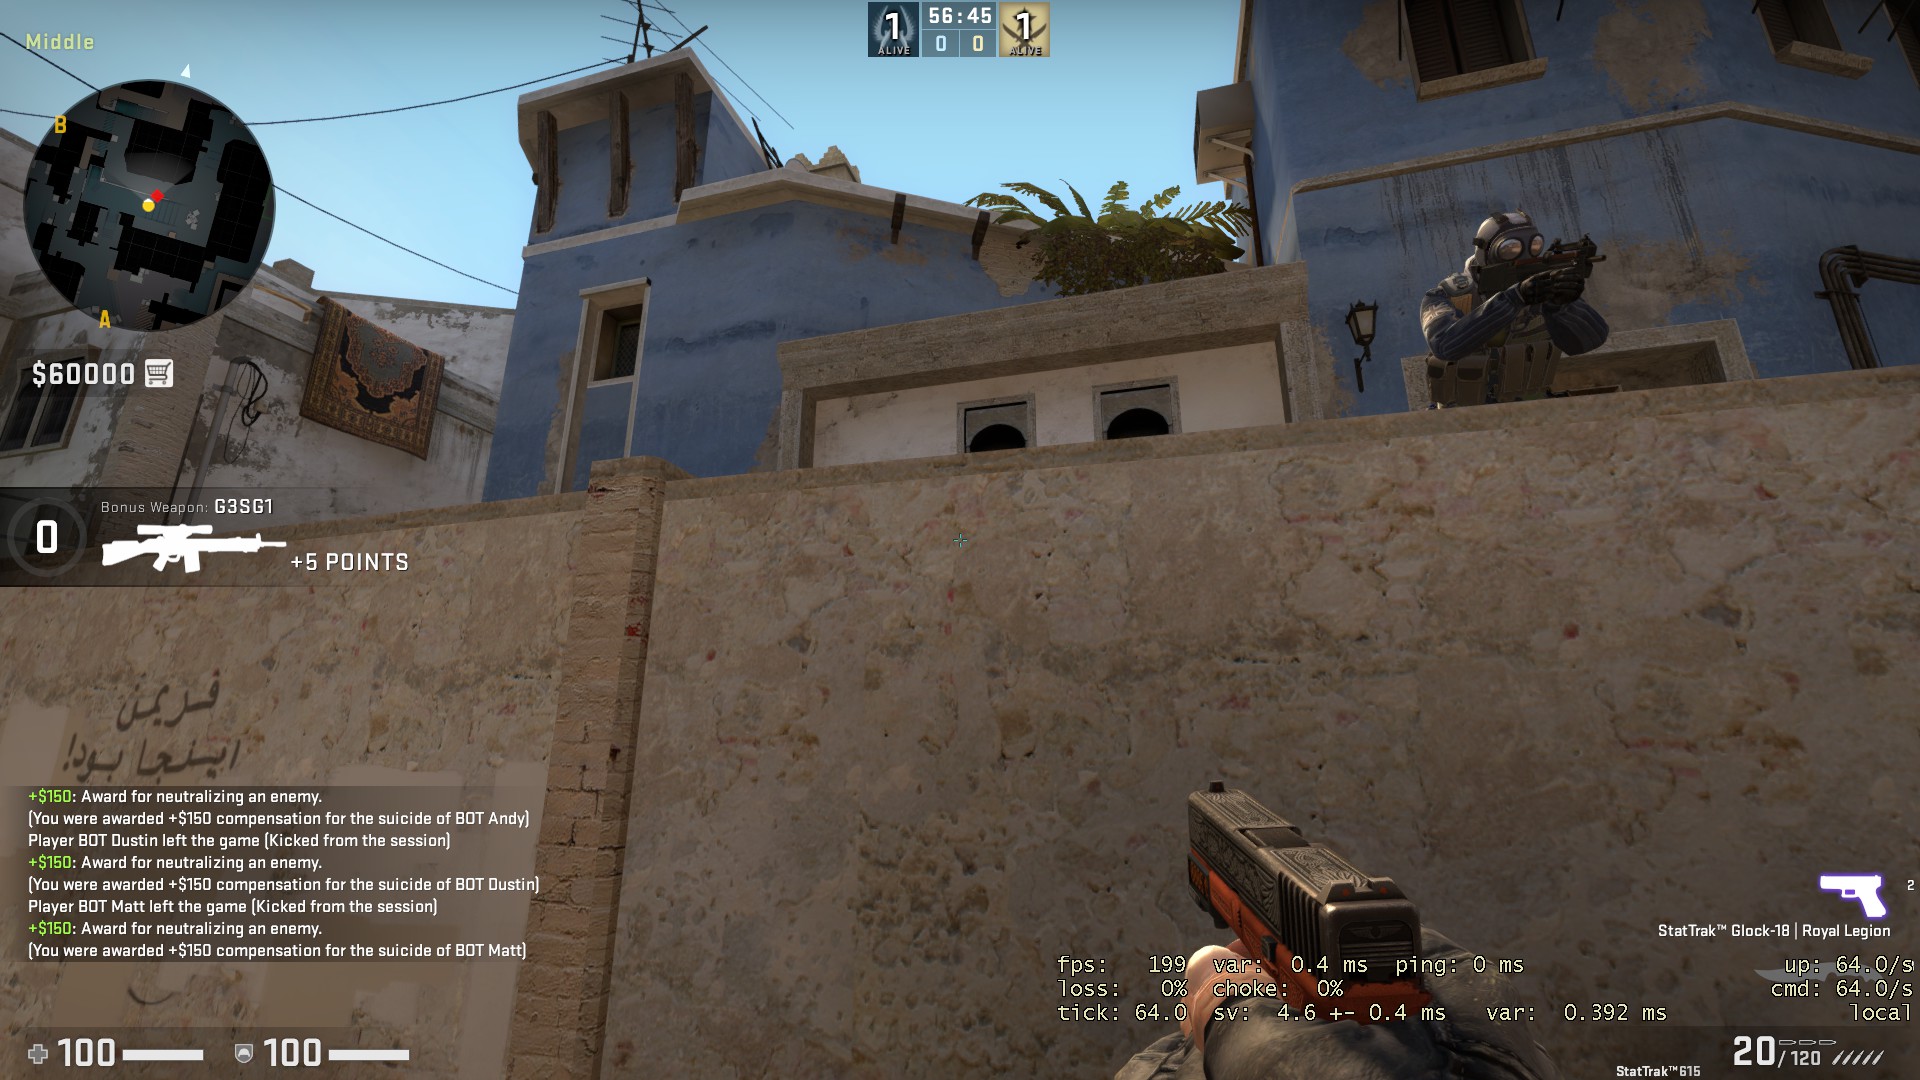 Middle
1
ALIVE
56:45
0 0
1
ALIVE
B
A
$60000
Bonus Weapon: G3SG1
0
+5 POINTS
اینجا بود!
+$150: Award for neutralizing an enemy.
(You were awarded +$150 compensation for the suicide of BOT Andy)
Player BOT Dustin left the game (Kicked from the session)
+$150: Award for neutralizing an enemy.
(You were awarded +$150 compensation for the suicide of BOT Dustin)
Player BOT Matt left the game (Kicked from the session)
+$150: Award for neutralizing an enemy.
(You were awarded +$150 compensation for the suicide of BOT Matt)
100
100
2
StatTrak™ Glock-18 | Royal Legion
fps: 199 var: 0.4 ms ping: 0 ms
up: 64.0/s
loss: 0% choke: 0%
cmd: 64.0/s
tick: 64.0 sv: 4.6 +- 0.4 ms var: 0.392 ms
local
20/120
StatTrak™615